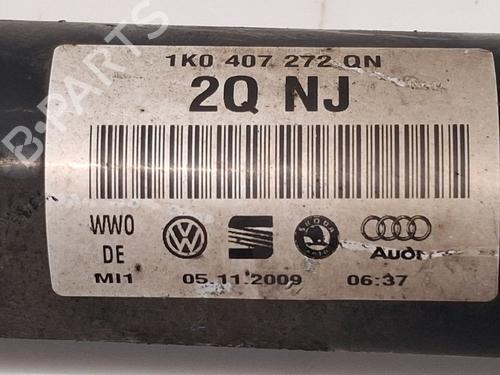 1K0 407 272 QN
2Q NJ
WWO
DE
MI1
05.11.2009
06:37
SKODA
Audi
B-PARTS